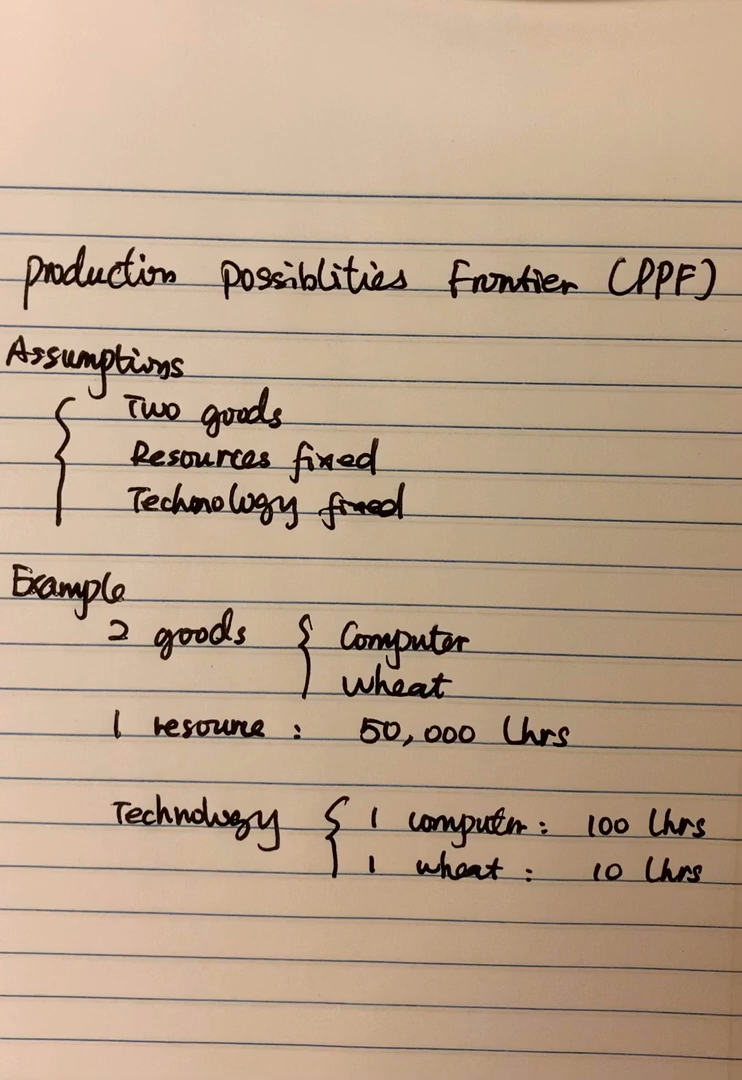 production possiblities Frontier (PPF)
Assumptions
Two goods
Resources fixed
Technology fixed
Example
2 goods { Computer
Wheat
1 resource : 50,000 Lhrs
Technology { 1 computer : 100 Lhrs
1 wheat : 10 Lhrs